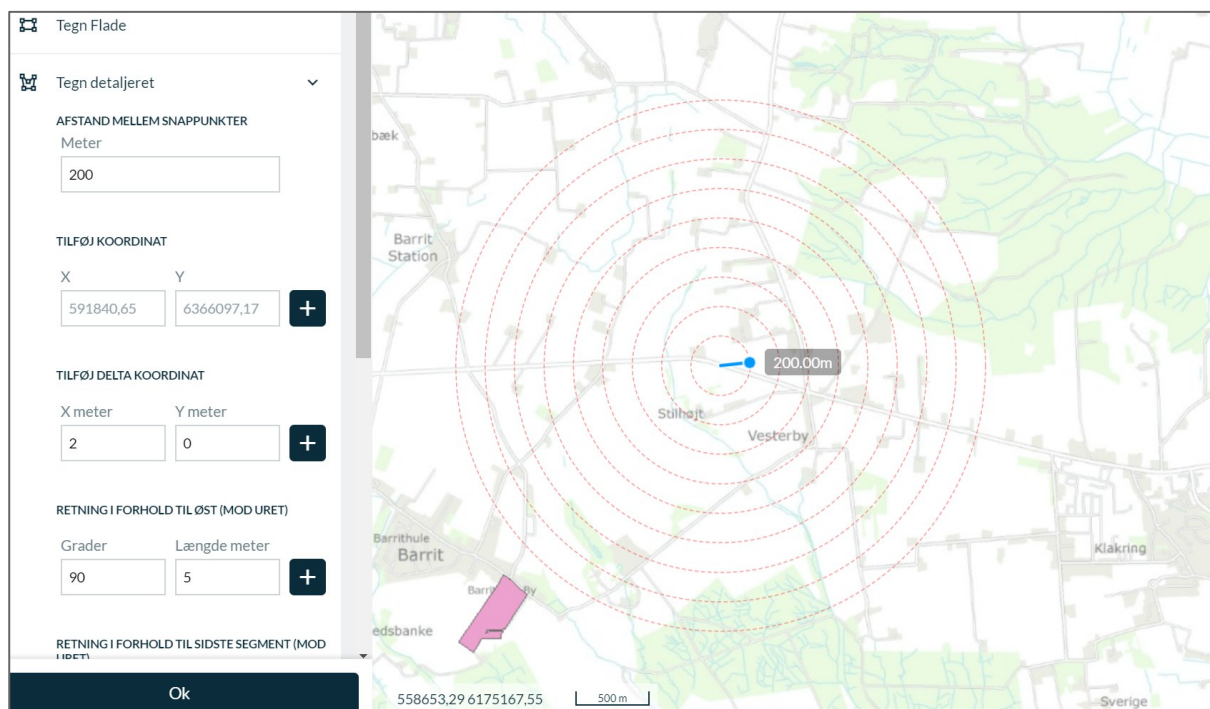 Tegn Flade
Tegn detaljeret
AFSTAND MELLEM SNAPPUNKTER
Meter
200
TILFØJ KOORDINAT
X Y
591840,65 6366097,17 +
TILFØJ DELTA KOORDINAT
X meter Y meter
2 0 +
RETNING I FORHOLD TIL ØST (MOD URET)
Grader Længde meter
90 5 +
RETNING I FORHOLD TIL SIDSTE SEGMENT (MOD
URET)
Ok
bæk
Barrit
Station
200.00m
Stilhøjt
Vesterby
Barrithule
Barrit
Klakring
By
edsbanke
558653,29 6175167,55
500 m
Sverige